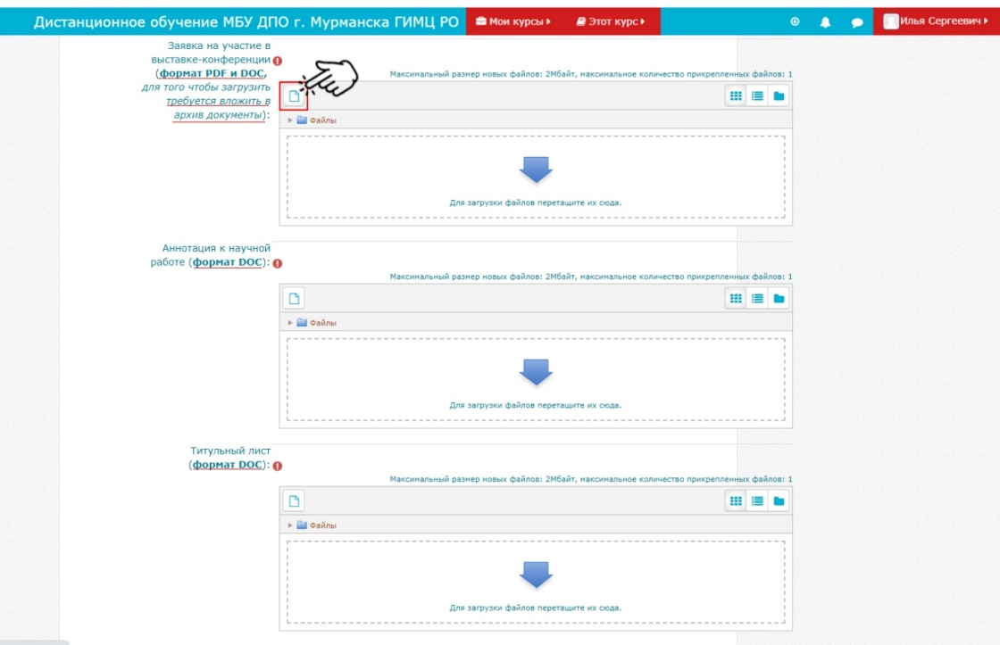 Дистанционное обучение МБУ ДПО г. Мурманска ГИМЦ РО Мои курсы Этот курс Илья Сергеевич
Заявка на участие в
выставке-конференции
(формат PDF и DOC,
для того чтобы загрузить
требуется вложить в
архив документы):
Максимальный размер новых файлов: 2Мбайт, максимальное количество прикрепленных файлов: 1
Файлы
Для загрузки файлов перетащите их сюда.
Аннотация к научной
работе (формат DOC):
Максимальный размер новых файлов: 2Мбайт, максимальное количество прикрепленных файлов: 1
Файлы
Для загрузки файлов перетащите их сюда.
Титульный лист
(формат DOC):
Максимальный размер новых файлов: 2Мбайт, максимальное количество прикрепленных файлов: 1
Файлы
Для загрузки файлов перетащите их сюда.